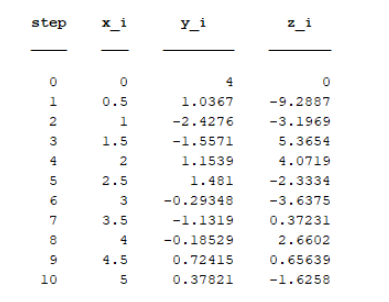 step x_i y_i z_i
0 0 4 0
1 0.5 1.0367 -9.2887
2 1 -2.4276 -3.1969
3 1.5 -1.5571 5.3654
4 2 1.1539 4.0719
5 2.5 1.481 -2.3334
6 3 -0.29348 -3.6375
7 3.5 -1.1319 0.37231
8 4 -0.18529 2.6602
9 4.5 0.72415 0.65639
10 5 0.37821 -1.6258